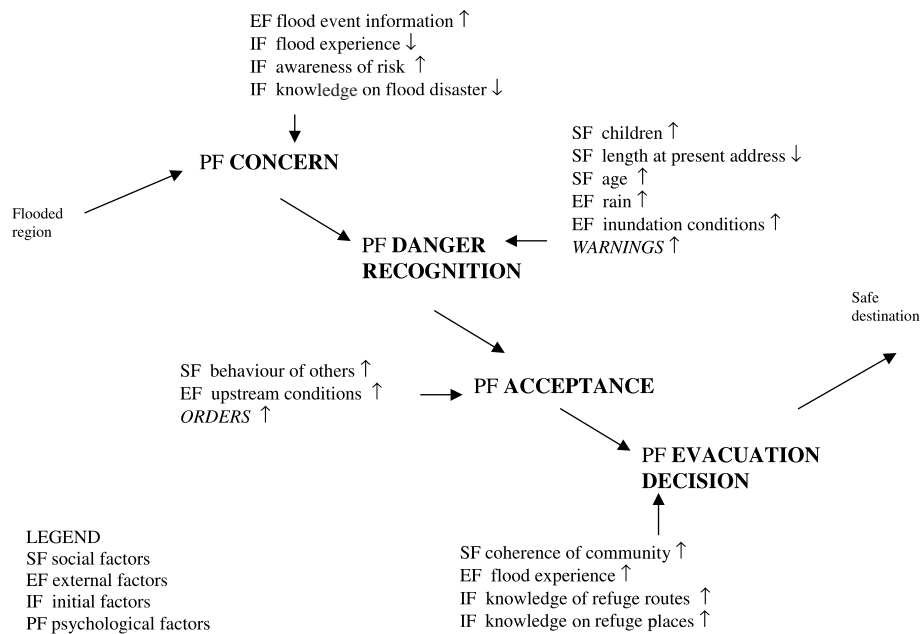 EF flood event information ↑
IF flood experience ↓
IF awareness of risk ↑
IF knowledge on flood disaster ↓
PF CONCERN
Flooded
region
SF children ↑
SF length at present address ↓
SF age ↑
EF rain ↑
EF inundation conditions ↑
WARNINGS ↑
PF DANGER
RECOGNITION
Safe
destination
SF behaviour of others ↑
EF upstream conditions ↑
ORDERS ↑
PF ACCEPTANCE
PF EVACUATION
DECISION
LEGEND
SF social factors
EF external factors
IF initial factors
PF psychological factors
SF coherence of community ↑
EF flood experience ↑
IF knowledge of refuge routes ↑
IF knowledge on refuge places ↑